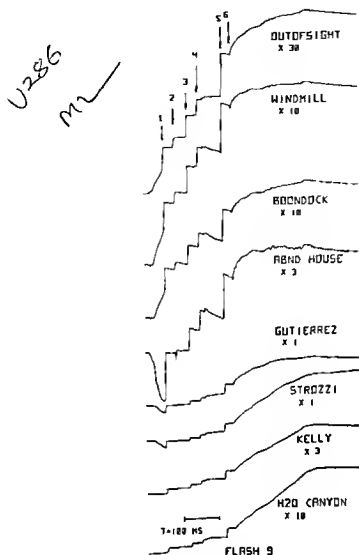 U286
M2
1
2
3
4
5 6
OUTOFSIGHT
X 30
WINDMILL
X 10
BOONDOCK
X 10
ABND HOUSE
X 3
GUTIERREZ
X 1
STROZZI
X 1
KELLY
X 3
H2O CANYON
X 10
T=100 MS
FLASH 9